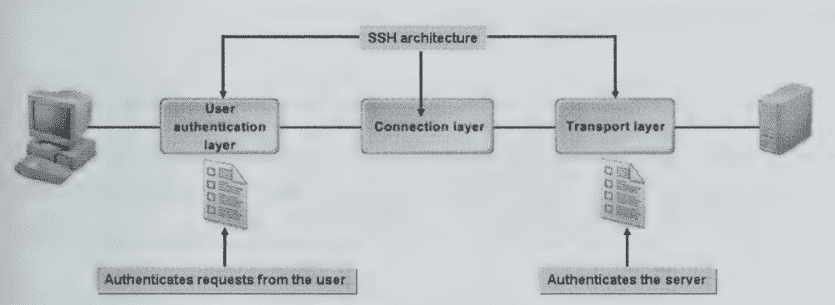 SSH architecture
User
authentication
layer
Connection layer
Transport layer
Authenticates requests from the user
Authenticates the server